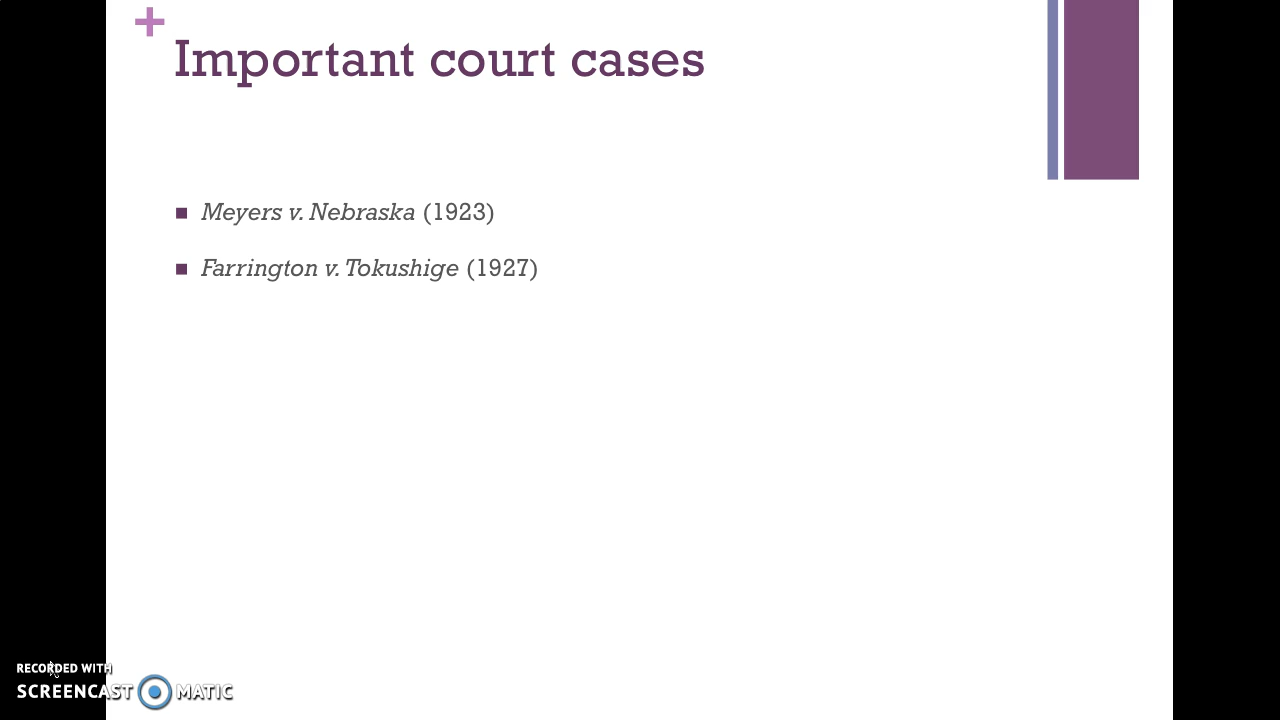 +
Important court cases
Meyers v. Nebraska (1923)
Farrington v. Tokushige (1927)
RECORDED WITH
SCREENCAST MATIC